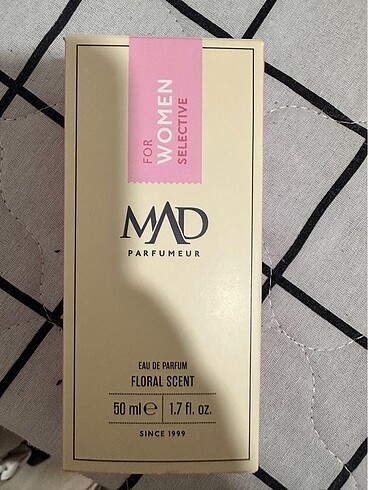 FOR
WOMEN
SELECTIVE
MAD
PARFUMEUR
EAU DE PARFUM
FLORAL SCENT
50 ml ℮ 1.7 fl. oz.
SINCE 1999